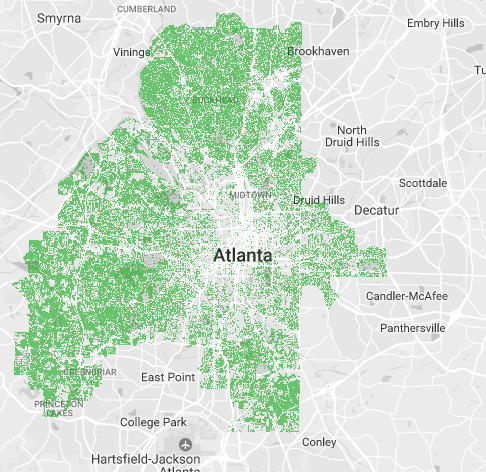 CUMBERLAND
Smyrna
Embry Hills
Vinings
Brookhaven
Tu
BUCKHEAD
North
Druid Hills
Scottdale
MIDTOWN
Druid Hills
Decatur
Atlanta
Candler-McAfee
Panthersville
GREENBRIAR
East Point
PRINCETON
LAKES
College Park
Conley
Hartsfield-Jackson
Atlanta